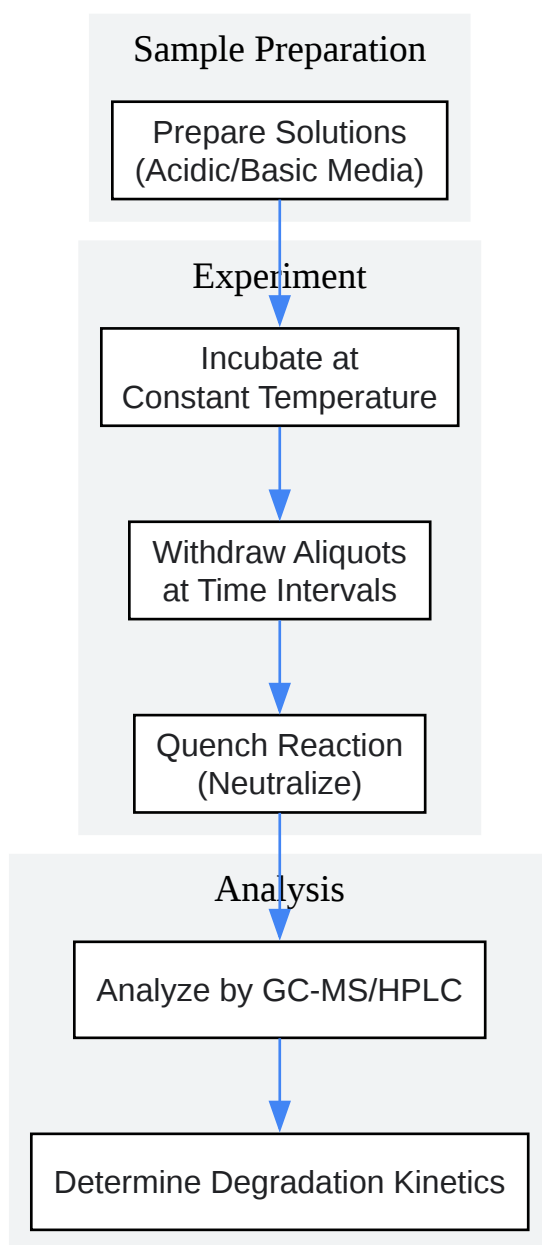 Sample Preparation
Prepare Solutions
(Acidic/Basic Media)
Experiment
Incubate at
Constant Temperature
Withdraw Aliquots
at Time Intervals
Quench Reaction
(Neutralize)
Analysis
Analyze by GC-MS/HPLC
Determine Degradation Kinetics